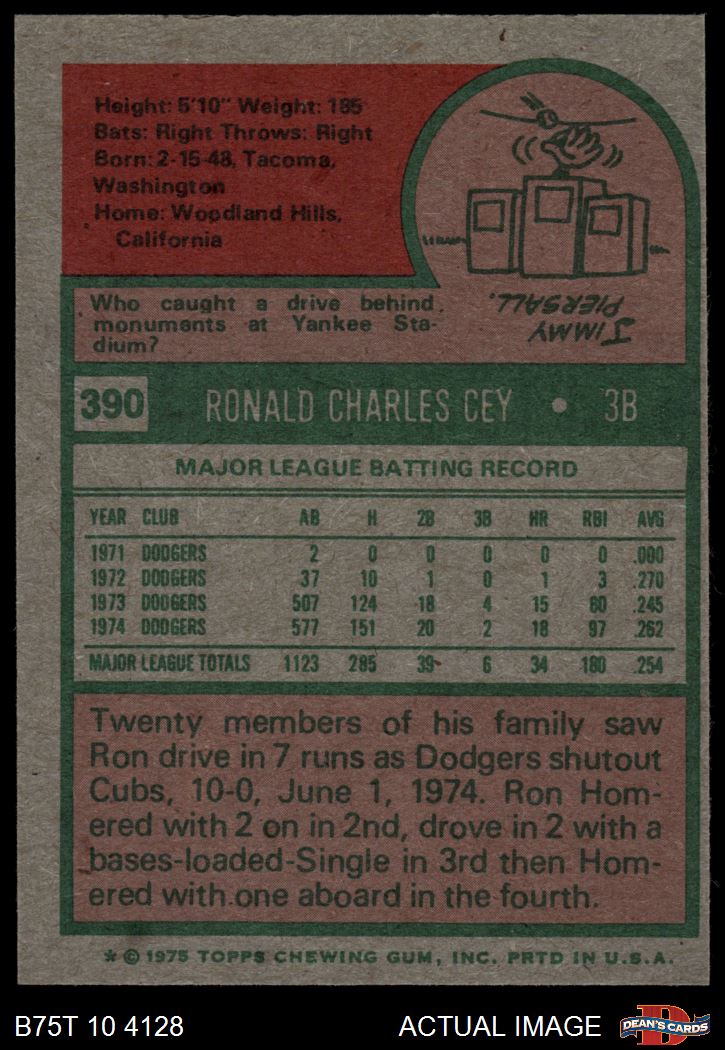 Height: 5'10" Weight: 185
Bats: Right Throws: Right
Born: 2-15-48, Tacoma,
Washington
Home: Woodland Hills,
California
Who caught a drive behind
monuments at Yankee Sta-
dium?
JIMMY
PIERSALL.
390 RONALD CHARLES CEY • 3B
MAJOR LEAGUE BATTING RECORD
YEAR CLUB AB H 2B 3B HR RBI AVG
1971 DODGERS 2 0 0 0 0 0 .000
1972 DODGERS 37 10 1 0 1 3 .270
1973 DODGERS 507 124 18 4 15 80 .245
1974 DODGERS 577 151 20 2 18 97 .262
MAJOR LEAGUE TOTALS 1123 285 39 6 34 180 .254
Twenty members of his family saw
Ron drive in 7 runs as Dodgers shutout
Cubs, 10-0, June 1, 1974. Ron Hom-
ered with 2 on in 2nd, drove in 2 with a
bases-loaded Single in 3rd then Hom-
ered with one aboard in the fourth.
* © 1975 TOPPS CHEWING GUM, INC. PRTD IN U.S.A.
B75T 10 4128 ACTUAL IMAGE
D
DEAN'S CARDS